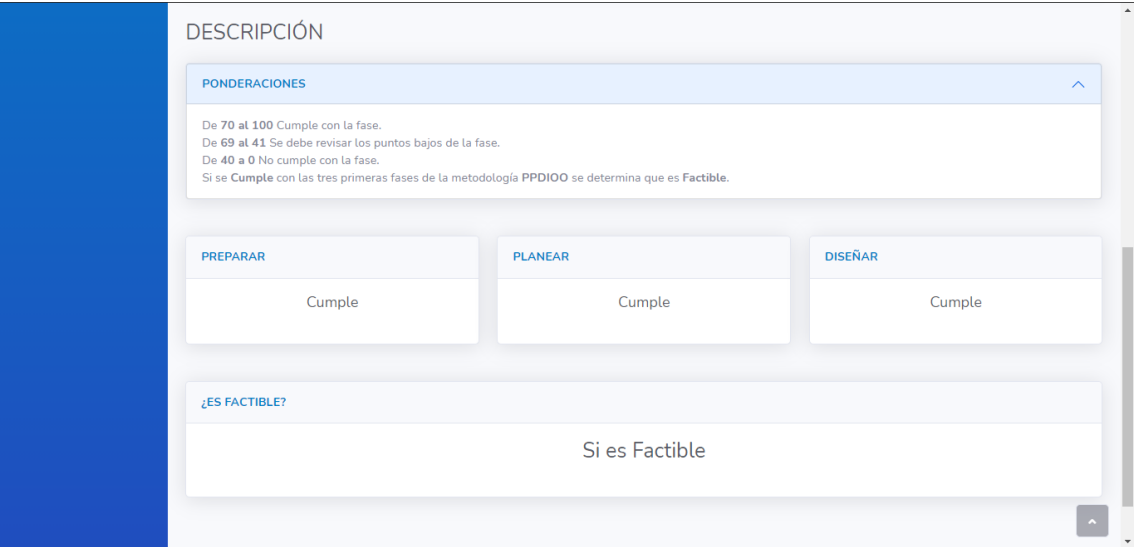 DESCRIPCIÓN
PONDERACIONES
De 70 al 100 Cumple con la fase.
De 69 al 41 Se debe revisar los puntos bajos de la fase.
De 40 a 0 No cumple con la fase.
Si se Cumple con las tres primeras fases de la metodología PPDIOO se determina que es Factible.
PREPARAR
Cumple
PLANEAR
Cumple
DISEÑAR
Cumple
¿ES FACTIBLE?
Si es Factible